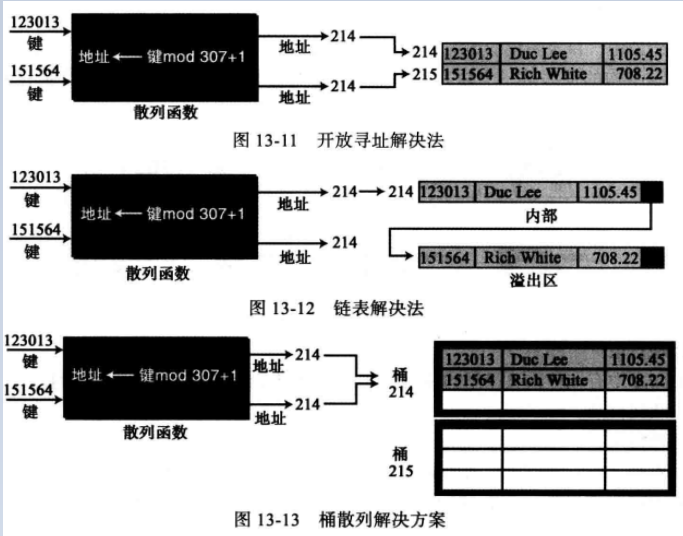 123013
键
地址 ← 键mod 307+1
地址
214
214
123013 Duc Lee 1105.45
151564
键
地址
214
215
151564 Rich White 708.22
散列函数
图 13-11 开放寻址解决法
123013
键
地址 ← 键mod 307+1
地址
214
214
123013 Duc Lee 1105.45
内部
151564
键
地址
214
151564 Rich White 708.22
散列函数
溢出区
图 13-12 链表解决法
123013
键
地址 ← 键mod 307+1
地址
214
桶
214
123013 Duc Lee 1105.45
151564 Rich White 708.22
151564
键
地址
214
散列函数
桶
215
图 13-13 桶散列解决方案